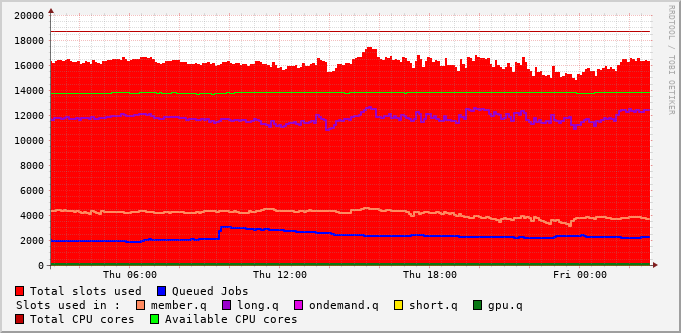 20000
18000
16000
14000
12000
10000
8000
6000
4000
2000
0
Thu 06:00 Thu 12:00 Thu 18:00 Fri 00:00
RRDTOOL / TOBI OETIKER
Total slots used Queued Jobs
Slots used in : member.q long.q ondemand.q short.q gpu.q
Total CPU cores Available CPU cores